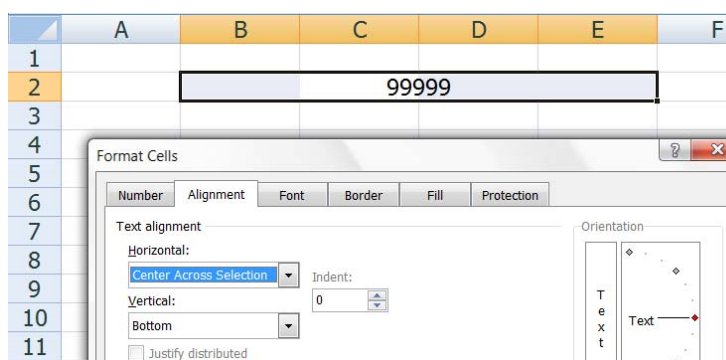 A B C D E F
1
2 99999
3
4
Format Cells ?
5
6 Number Alignment Font Border Fill Protection
7 Text alignment Orientation
Horizontal:
8
Center Across Selection Indent:
9 Vertical: 0
10 Bottom Text Text
11 Justify distributed